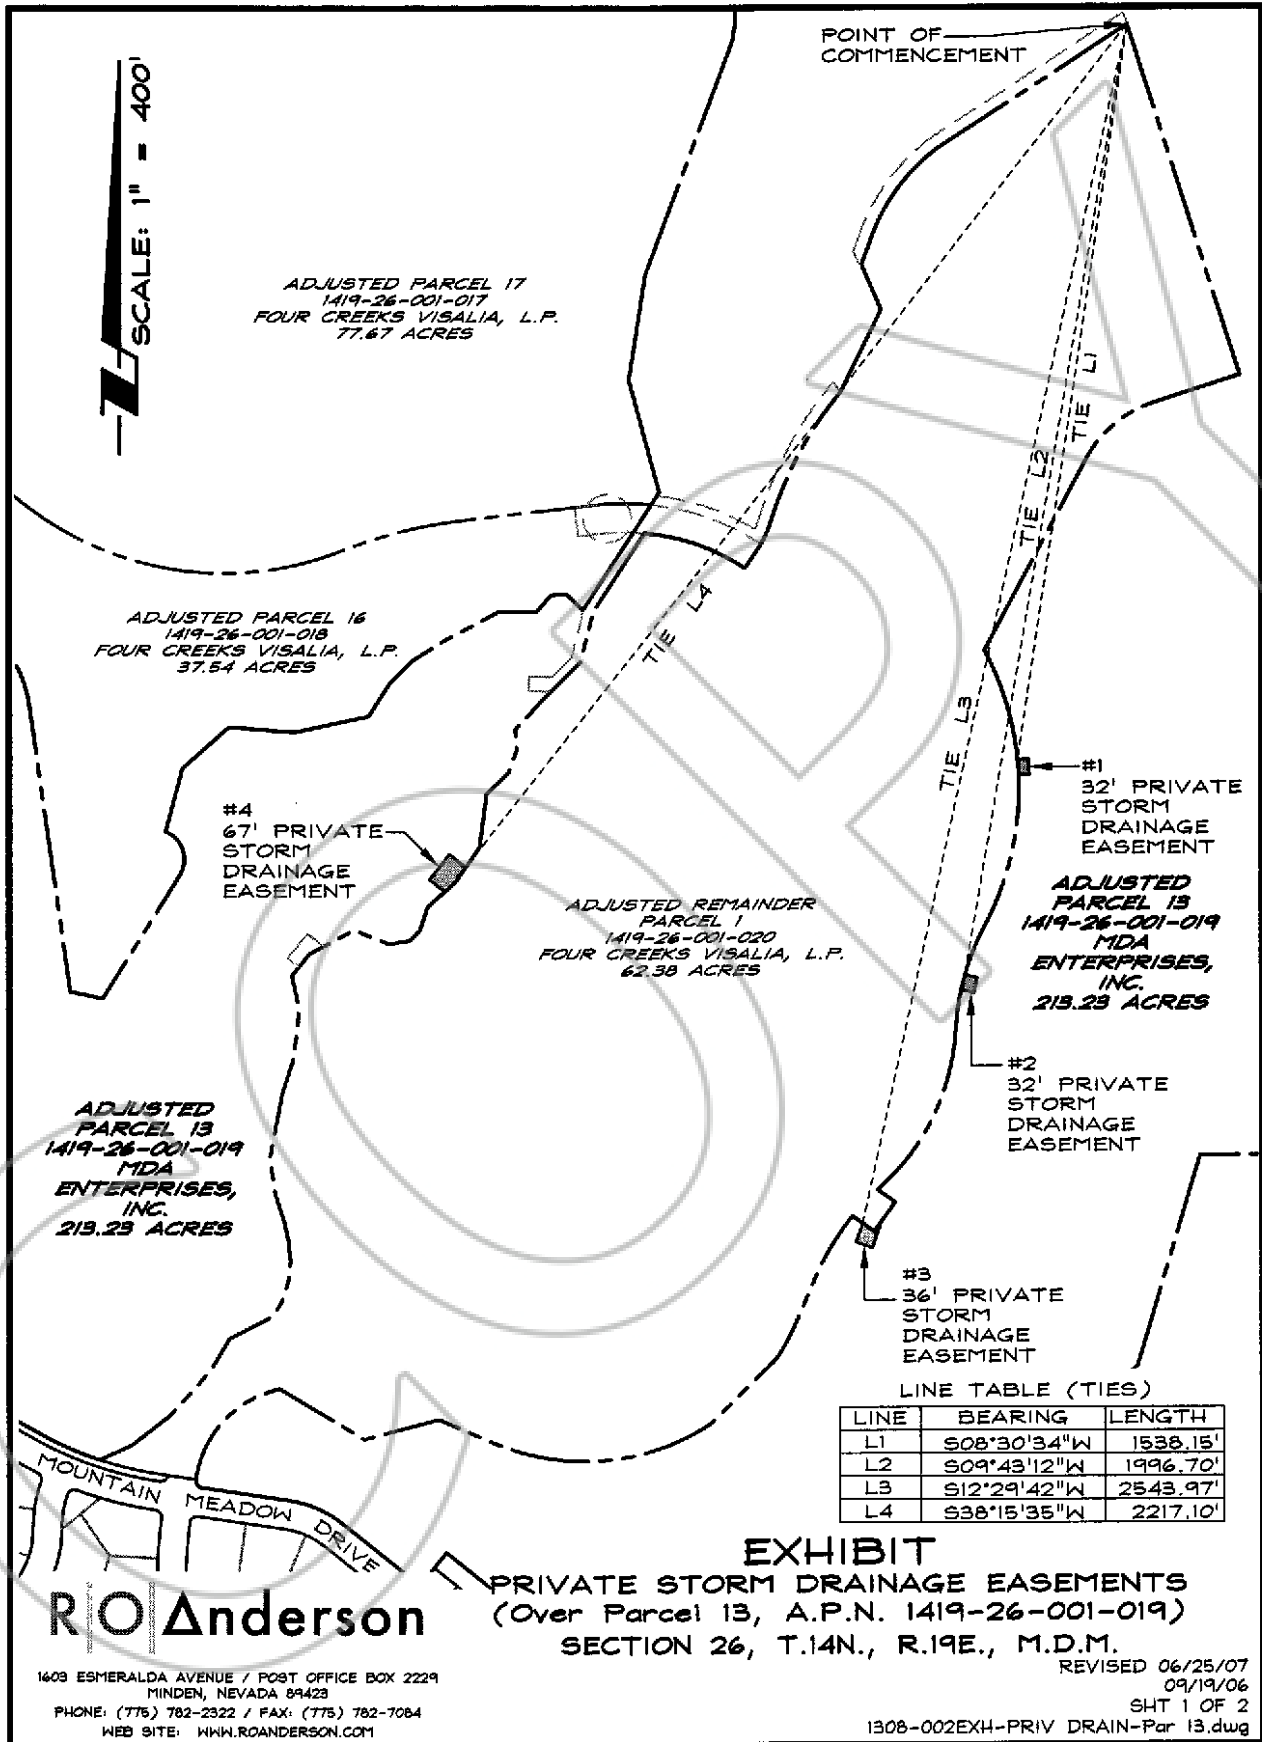 POINT OF
COMMENCEMENT
SCALE: 1" = 400'
ADJUSTED PARCEL 17
1419-26-001-017
FOUR CREEKS VISALIA, L.P.
77.67 ACRES
TIE L1
TIE L2
TIE L3
TIE L4
ADJUSTED PARCEL 16
1419-26-001-018
FOUR CREEKS VISALIA, L.P.
37.54 ACRES
#1
32' PRIVATE
STORM
DRAINAGE
EASEMENT
#4
67' PRIVATE
STORM
DRAINAGE
EASEMENT
ADJUSTED REMAINDER
PARCEL 1
1419-26-001-020
FOUR CREEKS VISALIA, L.P.
62.38 ACRES
ADJUSTED
PARCEL 13
1419-26-001-019
MDA
ENTERPRISES,
INC.
213.23 ACRES
#2
32' PRIVATE
STORM
DRAINAGE
EASEMENT
ADJUSTED
PARCEL 13
1419-26-001-019
MDA
ENTERPRISES,
INC.
213.23 ACRES
#3
36' PRIVATE
STORM
DRAINAGE
EASEMENT
LINE TABLE (TIES)
LINE BEARING LENGTH
L1 S08°30'34"W 1538.15'
L2 S09°43'12"W 1996.70'
L3 S12°29'42"W 2543.97'
L4 S38°15'35"W 2217.10'
MOUNTAIN MEADOW DRIVE
EXHIBIT
PRIVATE STORM DRAINAGE EASEMENTS
(Over Parcel 13, A.P.N. 1419-26-001-019)
SECTION 26, T.14N., R.19E., M.D.M.
R|O|Anderson
1603 ESMERALDA AVENUE / POST OFFICE BOX 2229
MINDEN, NEVADA 89423
PHONE: (775) 782-2322 / FAX: (775) 782-7084
WEB SITE: WWW.ROANDERSON.COM
REVISED 06/25/07
09/19/06
SHT 1 OF 2
1308-002EXH-PRIV DRAIN-Par 13.dwg
COPY